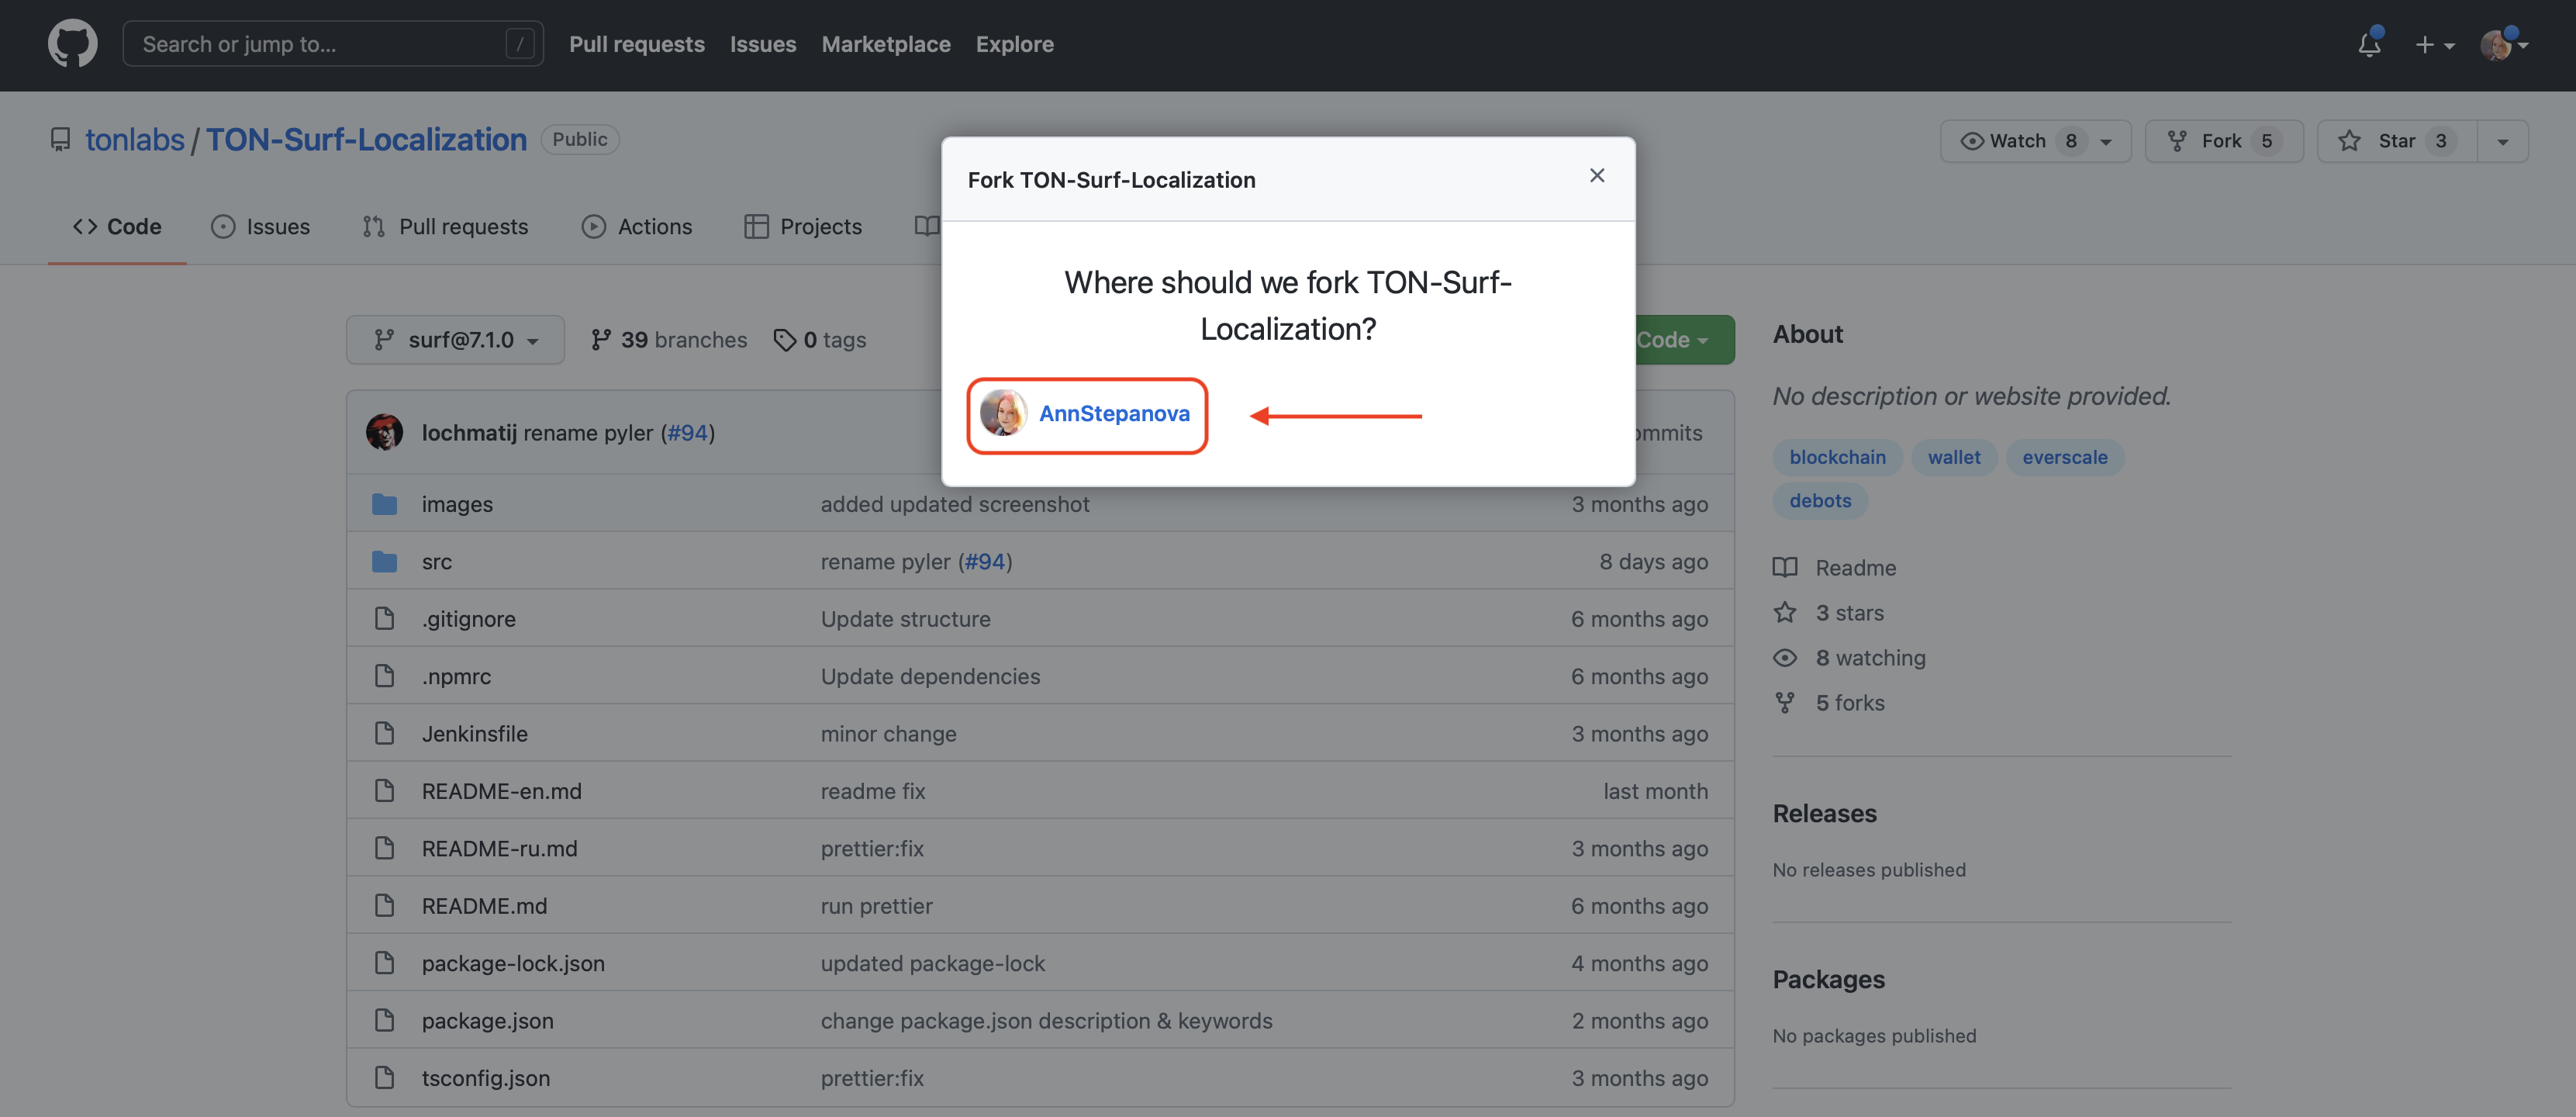 Search or jump to...
/
Pull requests
Issues
Marketplace
Explore
tonlabs / TON-Surf-Localization
Public
Watch 8
Fork 5
Star 3
Code
Issues
Pull requests
Actions
Projects
Fork TON-Surf-Localization
Where should we fork TON-Surf-
Localization?
AnnStepanova
surf@7.1.0
39 branches
0 tags
Code
lochmatij rename pyler (#94)
images added updated screenshot 3 months ago
src rename pyler (#94) 8 days ago
.gitignore Update structure 6 months ago
.npmrc Update dependencies 6 months ago
Jenkinsfile minor change 3 months ago
README-en.md readme fix last month
README-ru.md prettier:fix 3 months ago
README.md run prettier 6 months ago
package-lock.json updated package-lock 4 months ago
package.json change package.json description & keywords 2 months ago
tsconfig.json prettier:fix 3 months ago
About
No description or website provided.
blockchain wallet everscale
debots
Readme
3 stars
8 watching
5 forks
Releases
No releases published
Packages
No packages published